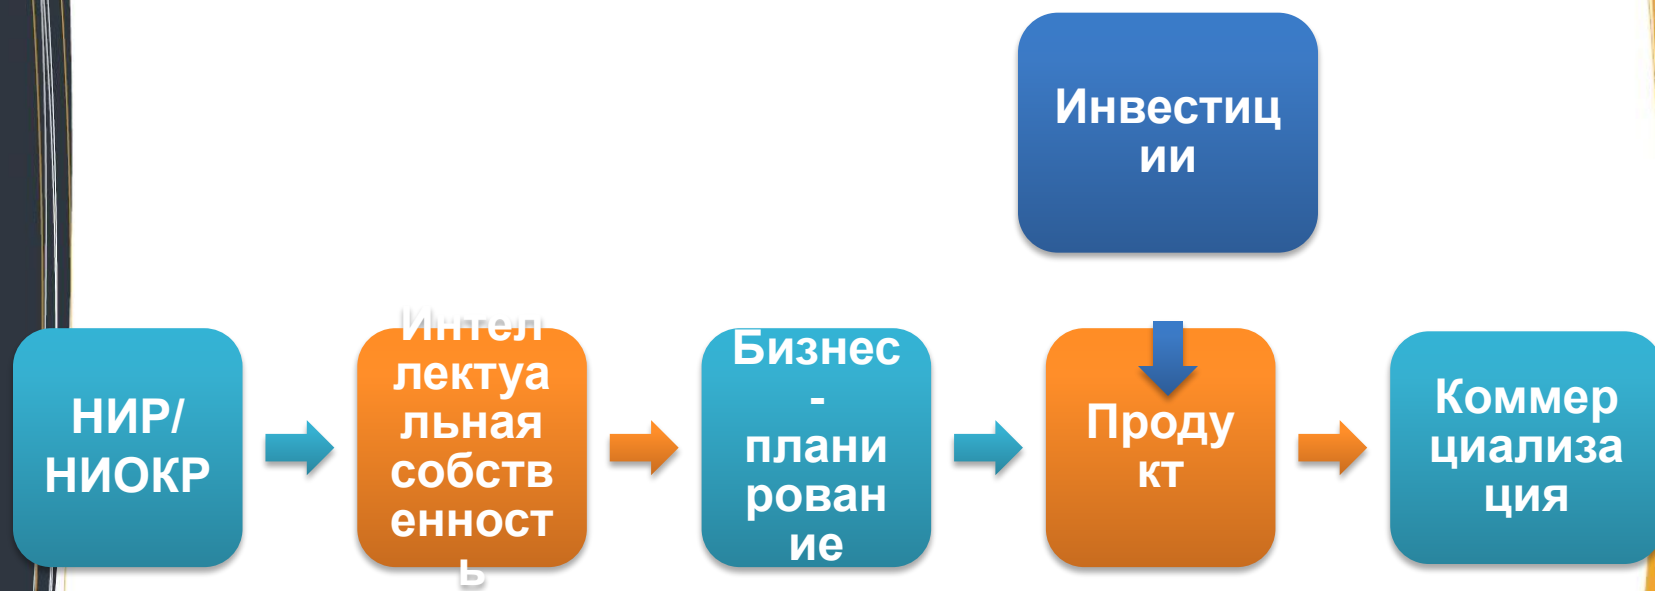 Инвестиц
ии
НИР/
НИОКР
Интел
лектуа
льная
собств
енност
ь
Бизнес
-
плани
рован
ие
Проду
кт
Коммер
циализа
ция